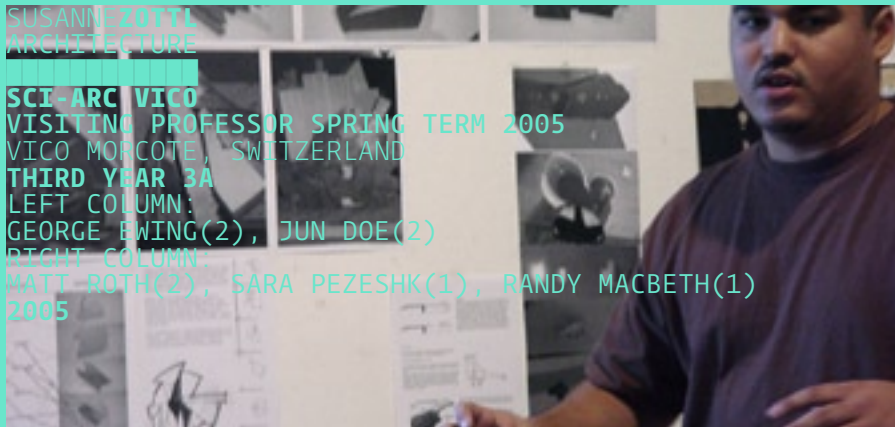 SUSANNEZOTTL
ARCHITECTURE
SCI-ARC VICO
VISITING PROFESSOR SPRING TERM 2005
VICO MORCOTE, SWITZERLAND
THIRD YEAR 3A
LEFT COLUMN:
GEORGE EWING(2), JUN DOE(2)
RIGHT COLUMN
MATT ROTH(2), SARA PEZESHK(1), RANDY MACBETH(1)
2005